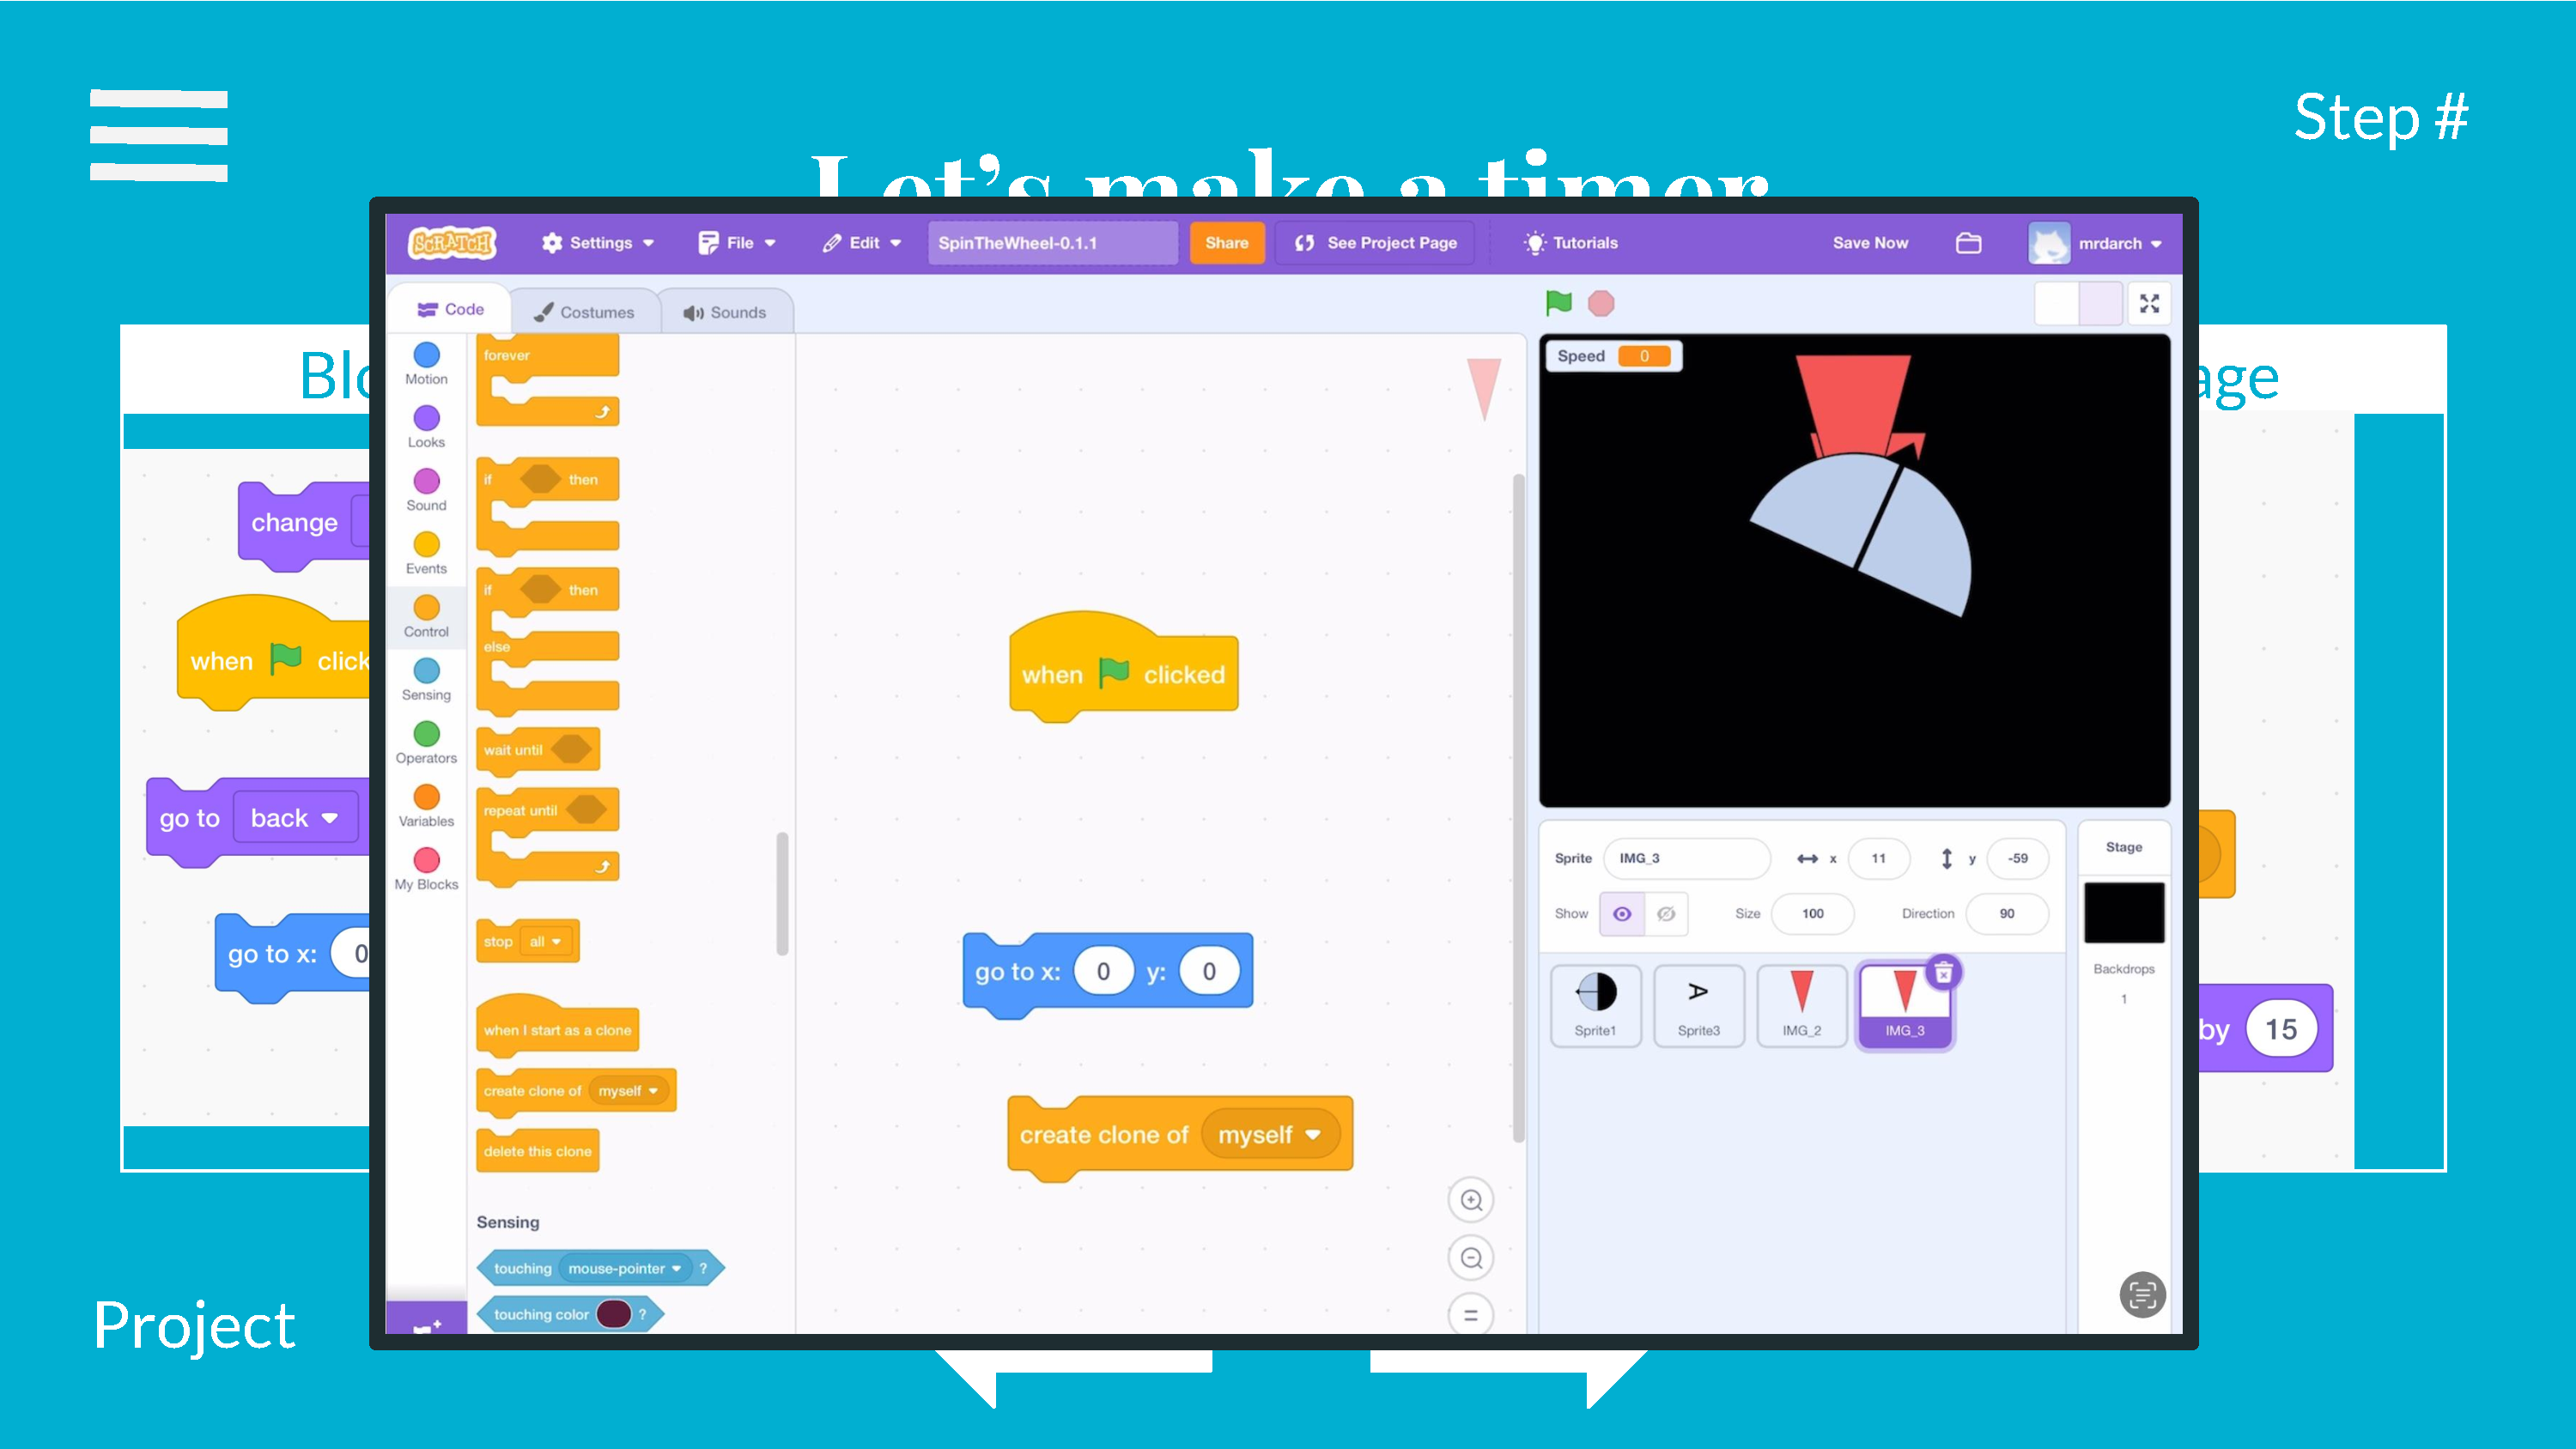 Step #
Let's make a timer
SCRATCH
Settings
File
Edit
SpinTheWheel-0.1.1
Share
See Project Page
Tutorials
Save Now
mrdarch
Code
Costumes
Sounds
Motion
Looks
Sound
Events
Control
Sensing
Operators
Variables
My Blocks
forever
if then
if then
else
wait until
repeat until
stop all
when I start as a clone
create clone of myself
delete this clone
Sensing
touching mouse-pointer ?
touching color ?
when clicked
go to x: 0 y: 0
create clone of myself
Speed 0
Sprite IMG_3 x 11 y -59
Show Size 100 Direction 90
Sprite1
Sprite3
A
IMG_2
IMG_3
Stage
Backdrops
1
change
when click
go to back
go to x: 0
by 15
Project